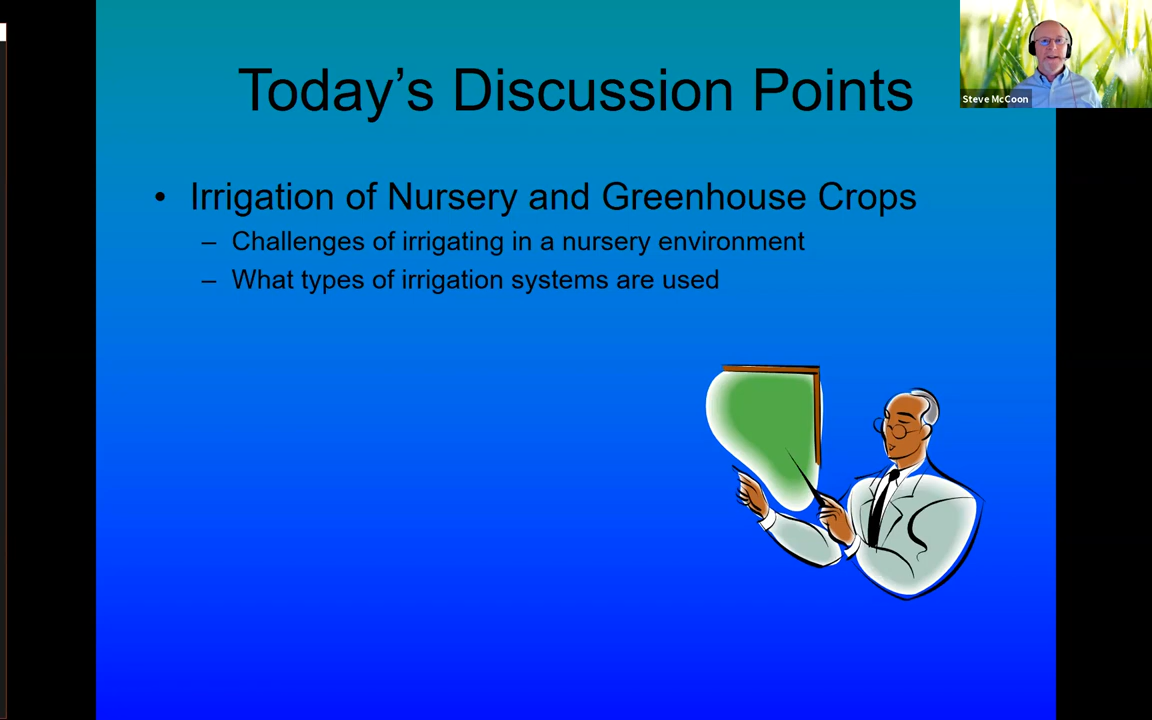 Today's Discussion Points
Steve McCoon
• Irrigation of Nursery and Greenhouse Crops
– Challenges of irrigating in a nursery environment
– What types of irrigation systems are used